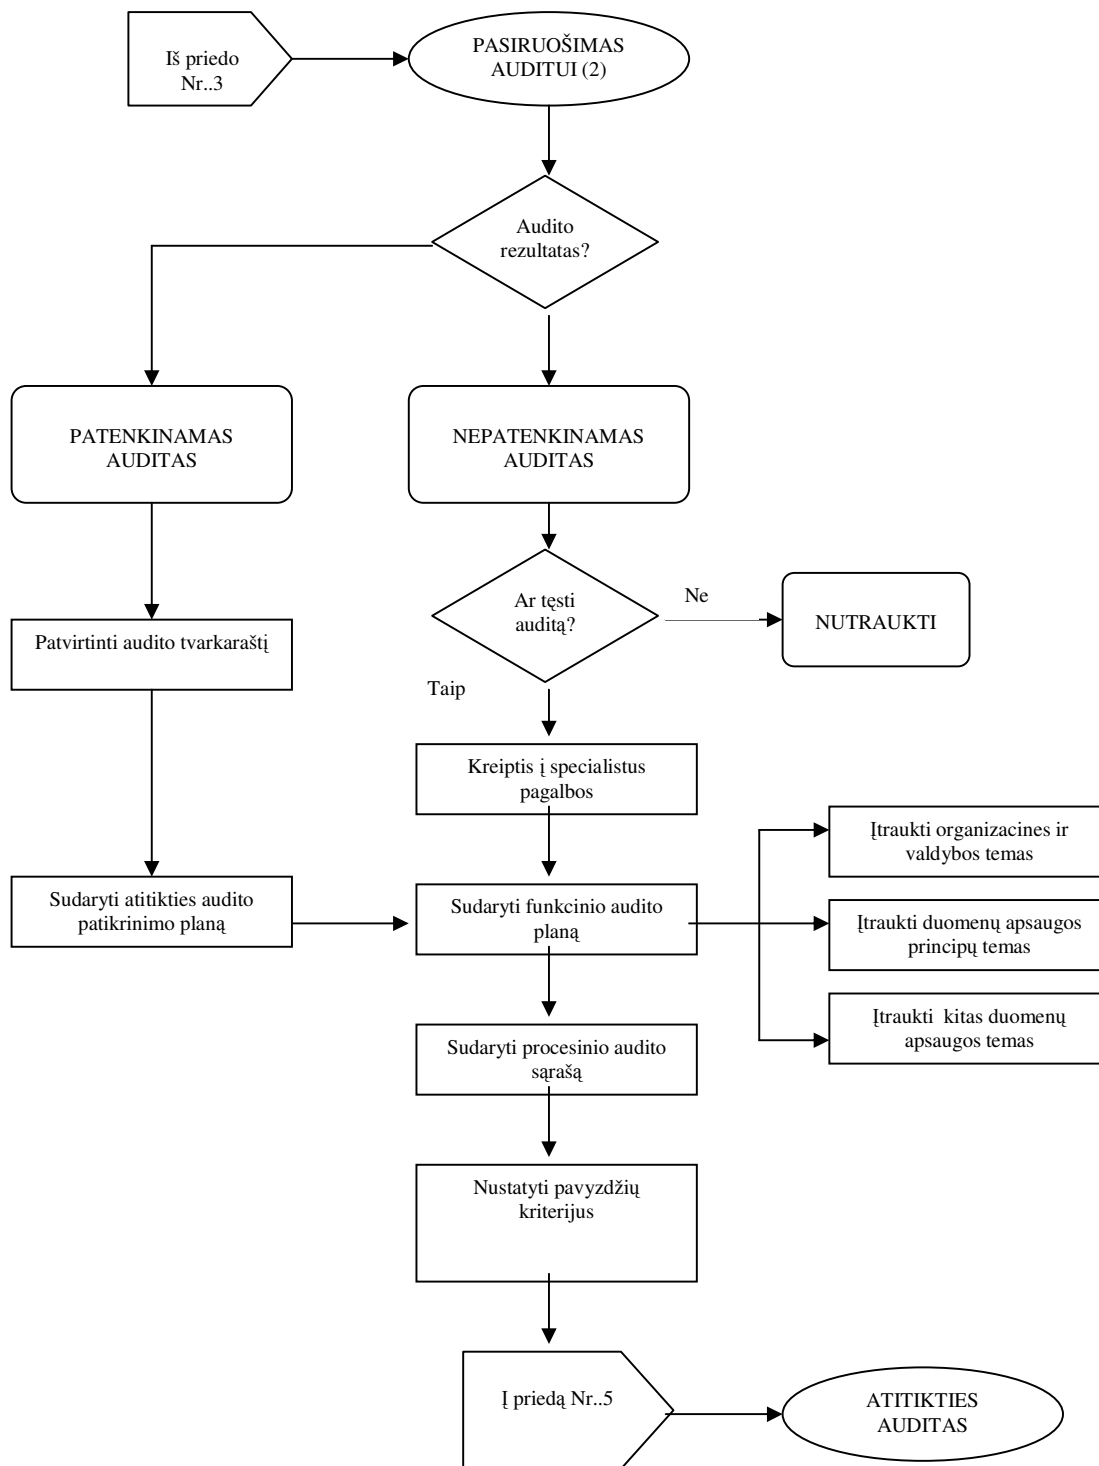 Iš priedo
Nr..3
PASIRUOŠIMAS
AUDITUI (2)
Audito
rezultatas?
PATENKINAMAS
AUDITAS
NEPATENKINAMAS
AUDITAS
Ar tęsti
auditą?
Ne
NUTRAUKTI
Patvirtinti audito tvarkaraštį
Taip
Kreiptis į specialistus
pagalbos
Įtraukti organizacines ir
valdybos temas
Sudaryti atitikties audito
patikrinimo planą
Sudaryti funkcinio audito
planą
Įtraukti duomenų apsaugos
principų temas
Įtraukti  kitas duomenų
apsaugos temas
Sudaryti procesinio audito
sąrašą
Nustatyti pavyzdžių
kriterijus
Į priedą Nr..5
ATITIKTIES
AUDITAS